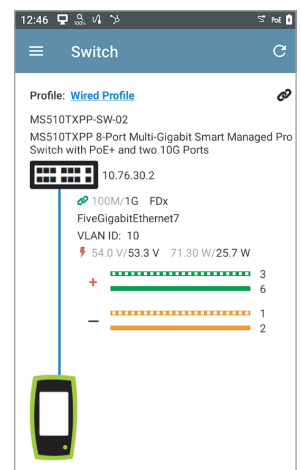 12:46 100% PoE
Switch
Profile: Wired Profile
MS510TXPP-SW-02
MS510TXPP 8-Port Multi-Gigabit Smart Managed Pro
Switch with PoE+ and two 10G Ports
10.76.30.2
100M/1G FDx
FiveGigabitEthernet7
VLAN ID: 10
54.0 V/53.3 V 71.30 W/25.7 W
+ 3
6
– 1
2